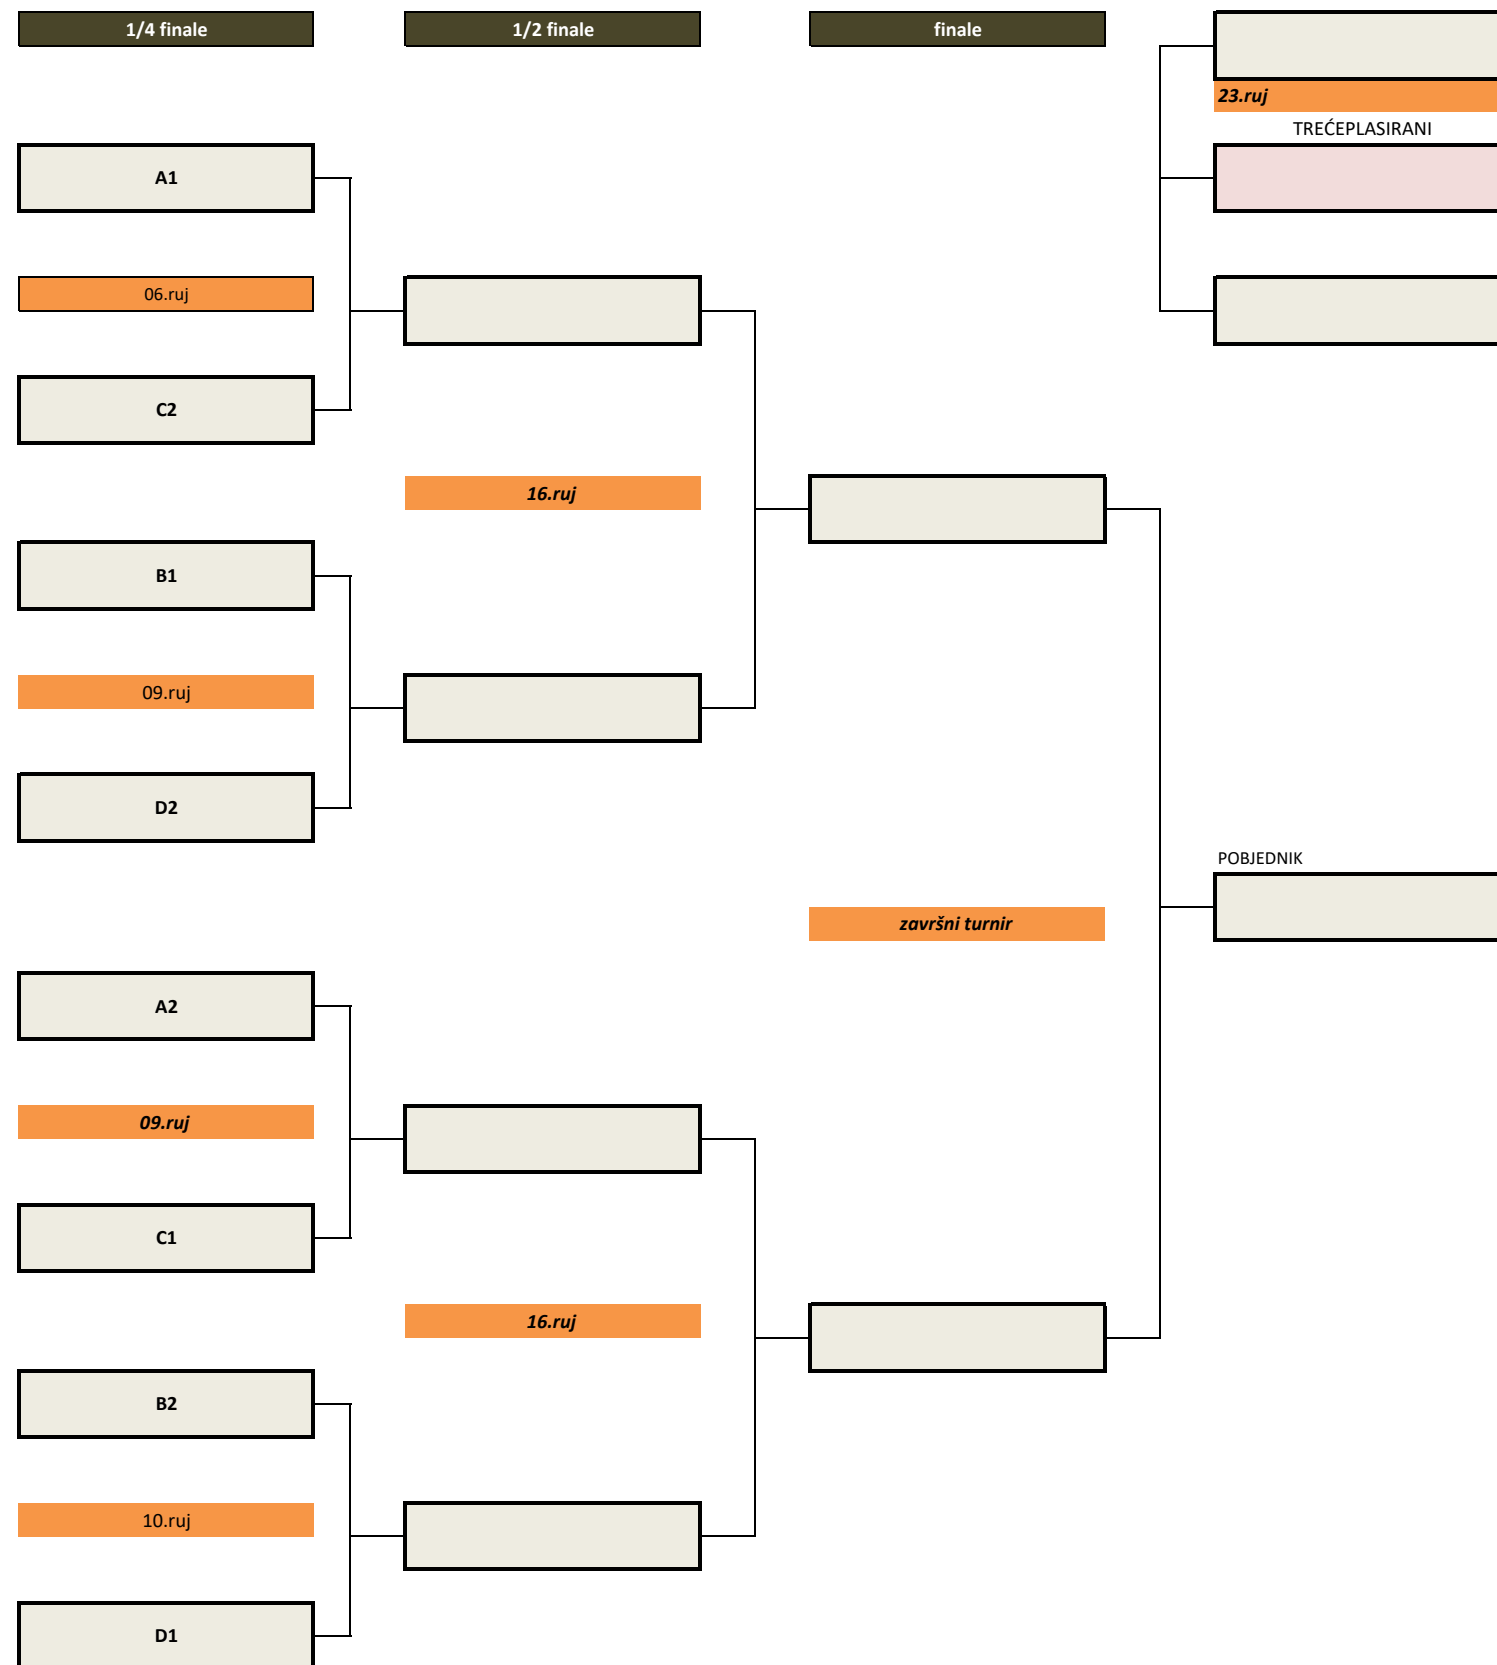 1/4 finale
1/2 finale
finale
23.ruj
TREĆEPLASIRANI
A1
06.ruj
C2
16.ruj
B1
09.ruj
D2
POBJEDNIK
završni turnir
A2
09.ruj
C1
16.ruj
B2
10.ruj
D1